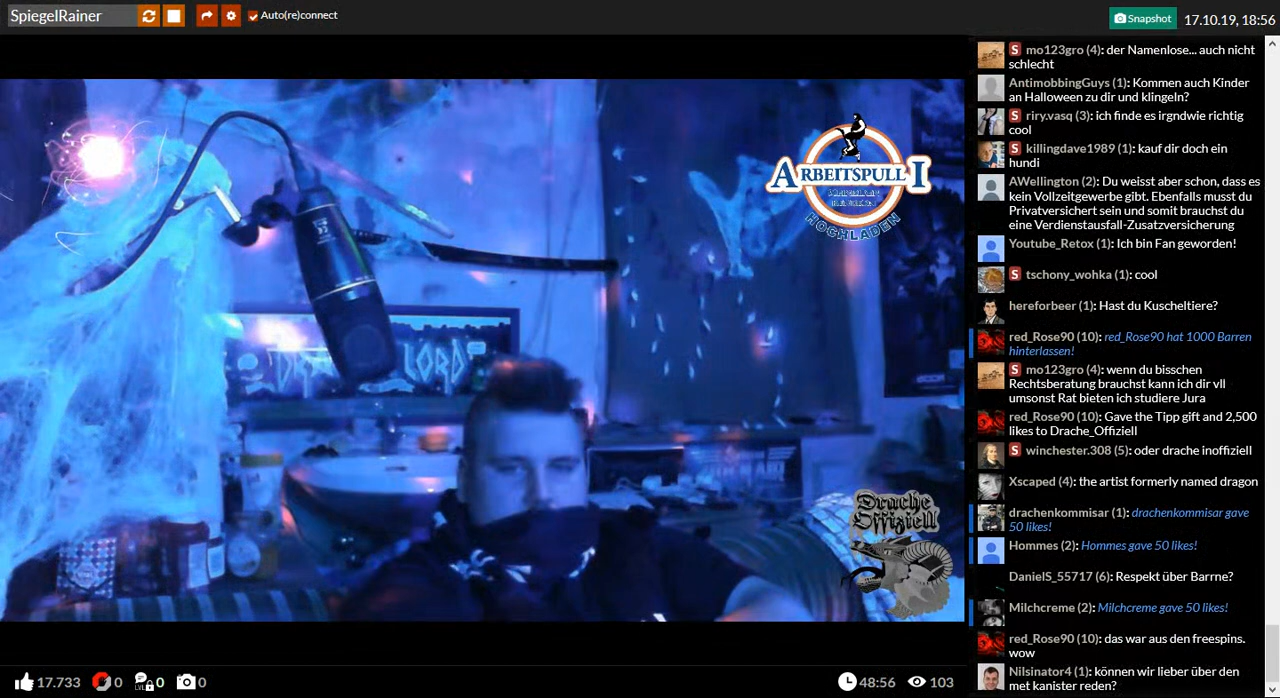 SpiegelRainer
Auto(re)connect
Snapshot
17.10.19, 18:56
ARBEITSPULLI
HOCHLADEN
LORD
Drache
Offiziell
mo123gro (4): der Namenlose... auch nicht
schlecht
AntimobbingGuys (1): Kommen auch Kinder
an Halloween zu dir und klingeln?
riry.vasq (3): ich finde es irgndwie richtig
cool
killingdave1989 (1): kauf dir doch ein
hundi
AWellington (2): Du weisst aber schon, dass es
kein Vollzeitgewerbe gibt. Ebenfalls musst du
Privatversichert sein und somit brauchst du
eine Verdienstausfall-Zusatzversicherung
Youtube_Retox (1): Ich bin Fan geworden!
tschony_wohka (1): cool
hereforbeer (1): Hast du Kuscheltiere?
red_Rose90 (10): red_Rose90 hat 1000 Barren
hinterlassen!
mo123gro (4): wenn du bisschen
Rechtsberatung brauchst kann ich dir vll
umsonst Rat bieten ich studiere Jura
red_Rose90 (10): Gave the Tipp gift and 2,500
likes to Drache_Offiziell
winchester.308 (5): oder drache inoffiziell
Xscaped (4): the artist formerly named dragon
drachenkommisar (1): drachenkommisar gave
50 likes!
Hommes (2): Hommes gave 50 likes!
DanielS_55717 (6): Respekt über Barrne?
Milchcreme (2): Milchcreme gave 50 likes!
red_Rose90 (10): das war aus den freespins.
wow
Nilsinator4 (1): können wir lieber über den
met kanister reden?
17.733
0
LVL 0
0
48:56
103